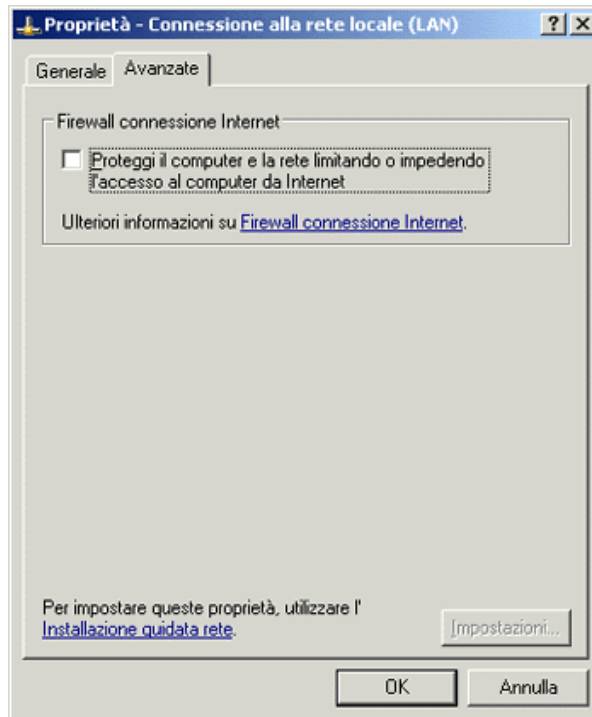 Proprietà - Connessione alla rete locale (LAN)
Generale
Avanzate
Firewall connessione Internet
Proteggi il computer e la rete limitando o impedendo
l'accesso al computer da Internet
Ulteriori informazioni su Firewall connessione Internet.
Per impostare queste proprietà, utilizzare l'
Installazione guidata rete.
Impostazioni...
OK
Annulla